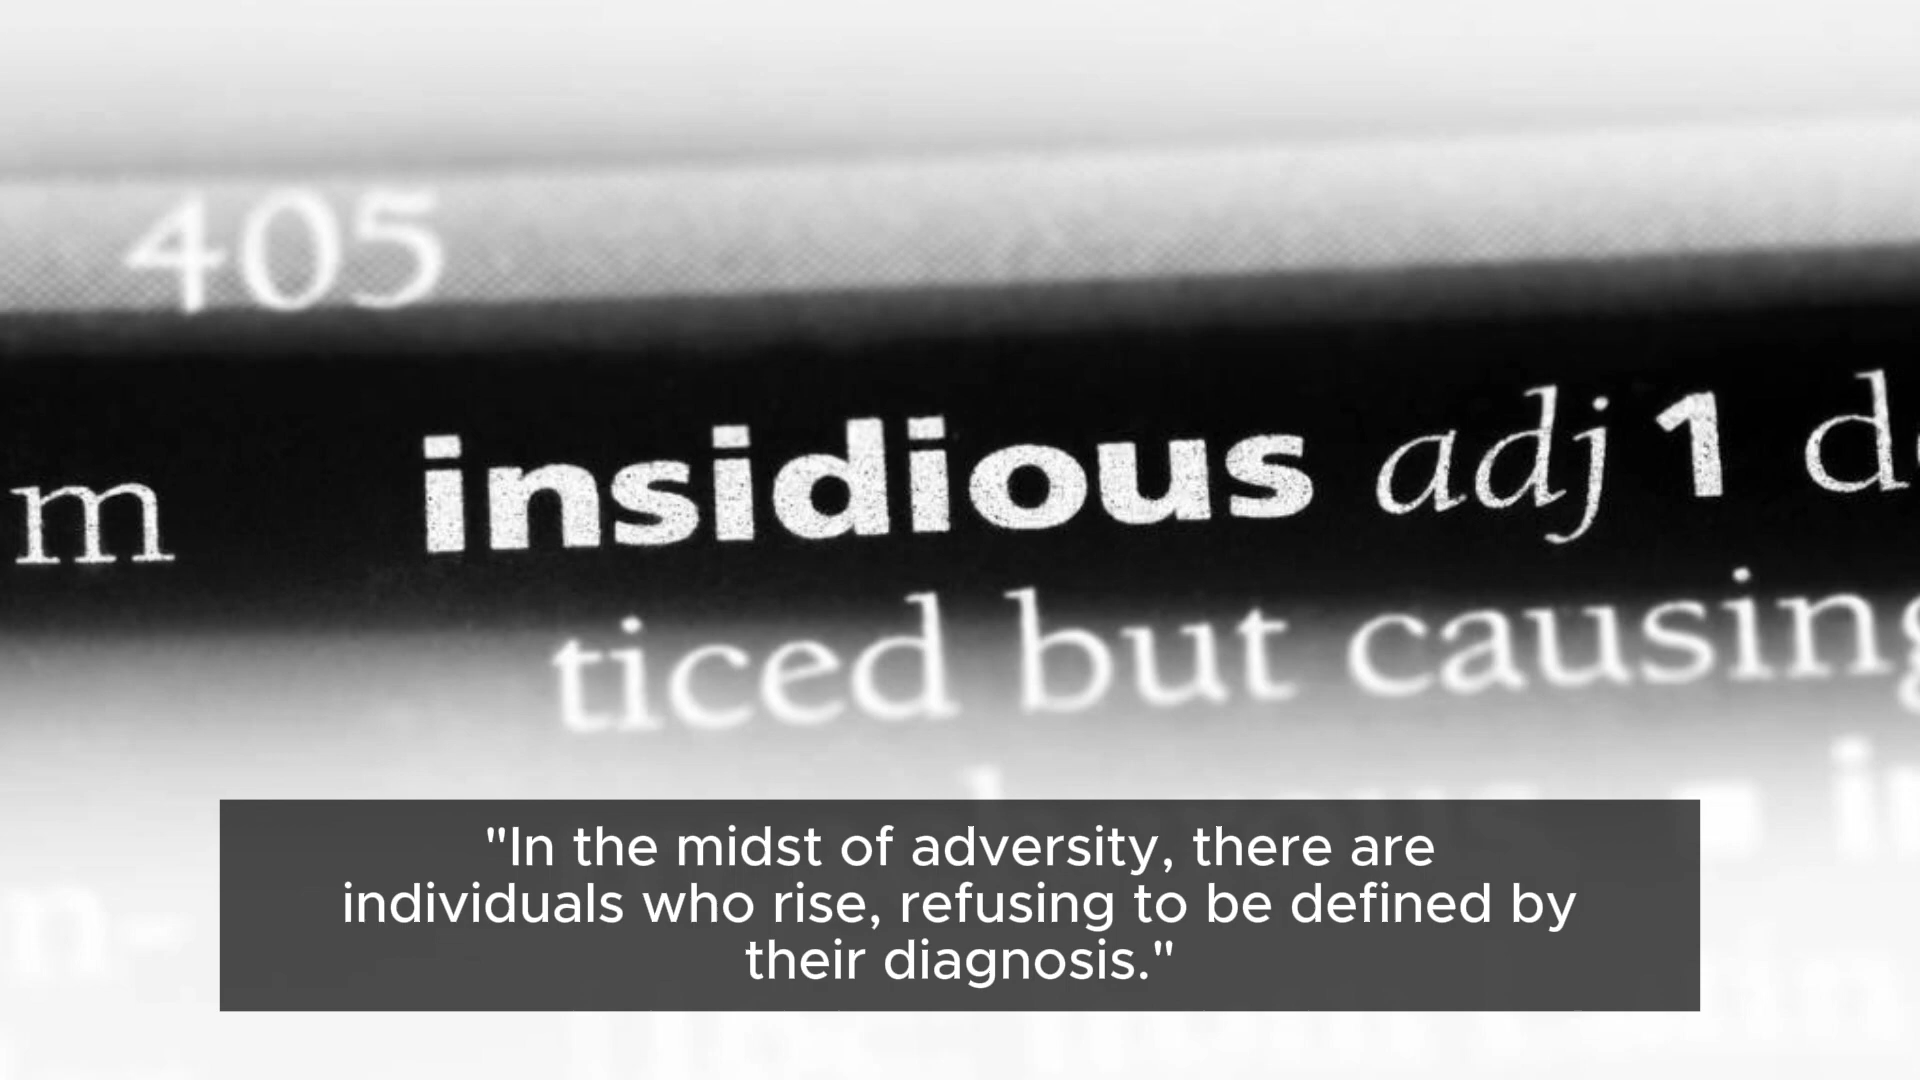 405
m insidious adj 1 d
ticed but causing
n-
"In the midst of adversity, there are
individuals who rise, refusing to be defined by
their diagnosis."